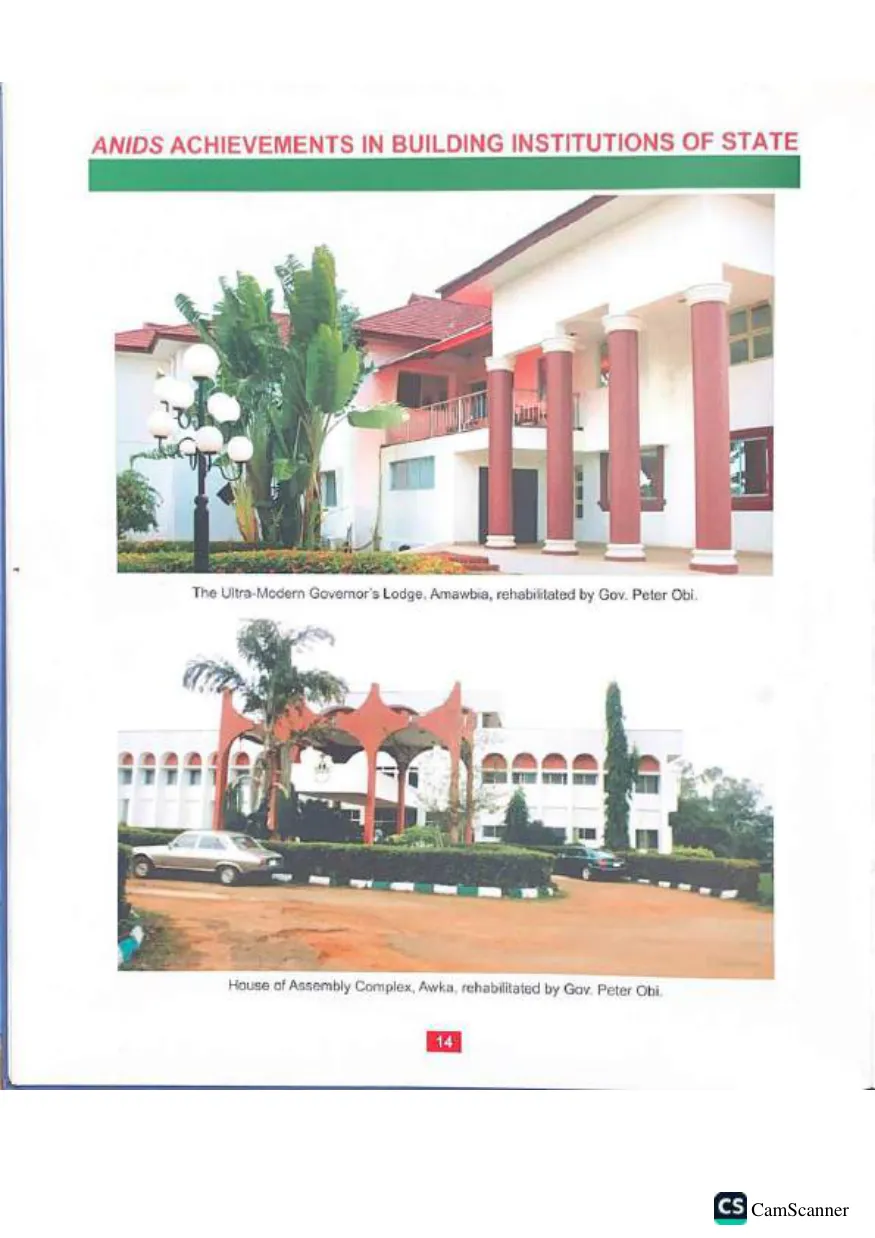 ANIDS ACHIEVEMENTS IN BUILDING INSTITUTIONS OF STATE
The Ultra-Modern Governor's Lodge, Amawbia, rehabilitated by Gov. Peter Obi.
House of Assembly Complex, Awka, rehabilitated by Gov. Peter Obi.
14
CS CamScanner